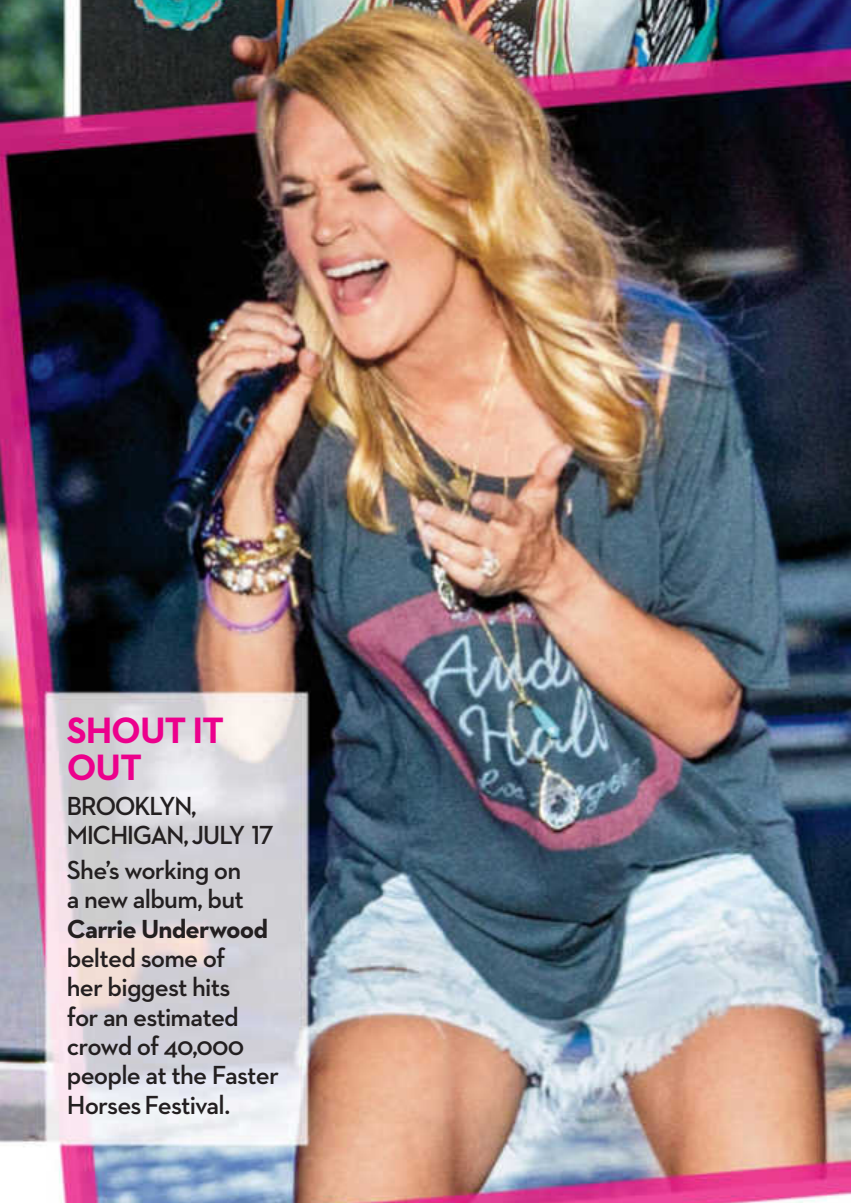 SHOUT IT
OUT
BROOKLYN,
MICHIGAN, JULY 17
She's working on
a new album, but
Carrie Underwood
belted some of
her biggest hits
for an estimated
crowd of 40,000
people at the Faster
Horses Festival.
Hall